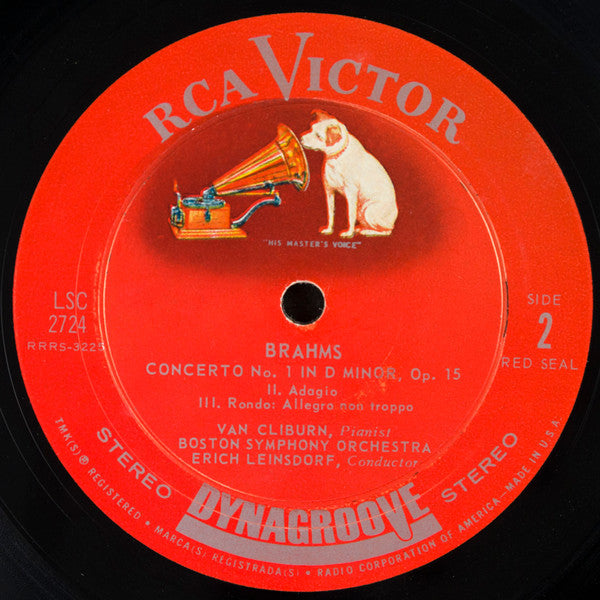 RCA VICTOR
"HIS MASTER'S VOICE"
LSC
2724
RRRS-3225
SIDE
2
RED SEAL
BRAHMS
CONCERTO No. 1 IN D MINOR, Op. 15
II. Adagio
III. Rondo: Allegro non troppo
VAN CLIBURN, Pianist
BOSTON SYMPHONY ORCHESTRA
ERICH LEINSDORF, Conductor
STEREO
DYNAGROOVE
STEREO
TMK(S) ® REGISTERED • MARCA(S) REGISTRADA(S) • RADIO CORPORATION OF AMERICA—MADE IN U.S.A.